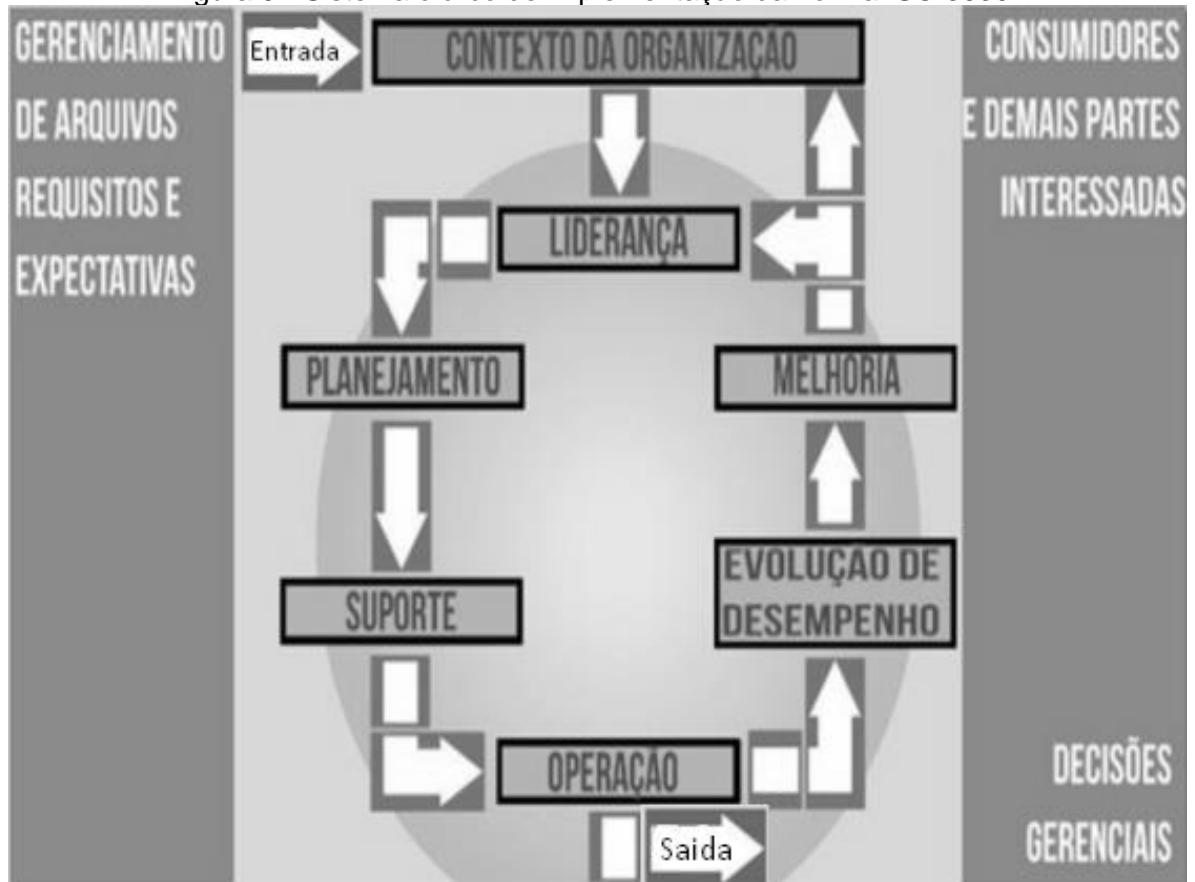 GERENCIAMENTO
DE ARQUIVOS
REQUISITOS E
EXPECTATIVAS
Entrada
CONTEXTO DA ORGANIZAÇÃO
CONSUMIDORES
E DEMAIS PARTES
INTERESSADAS
LIDERANÇA
PLANEJAMENTO
MELHORIA
SUPORTE
EVOLUÇÃO DE
DESEMPENHO
OPERAÇÃO
Saida
DECISÕES
GERENCIAIS